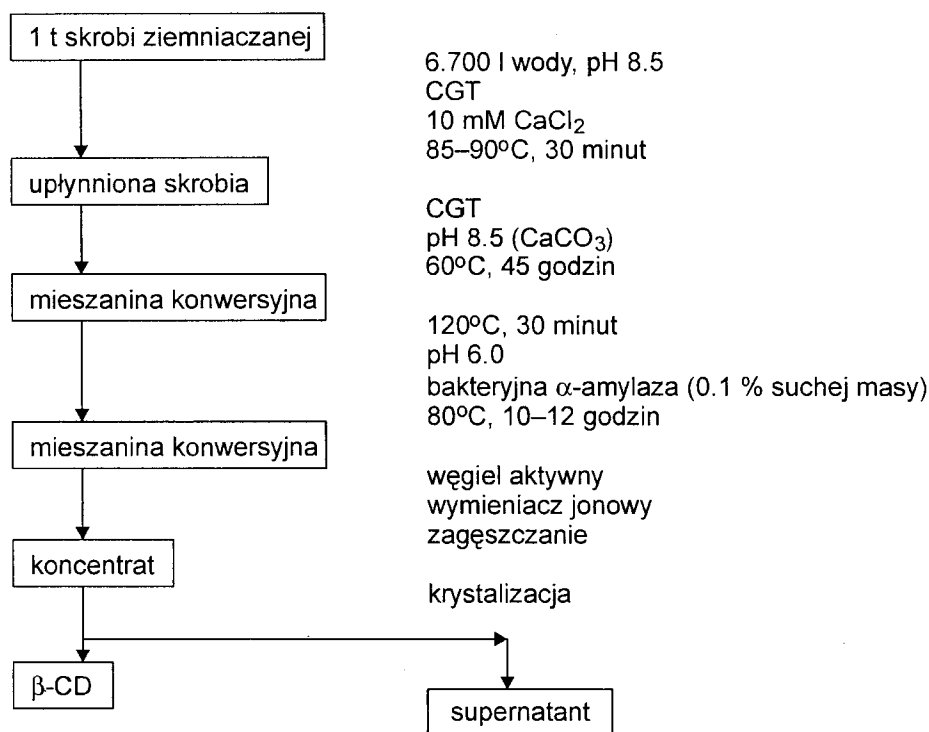 1 t skrobi ziemniaczanej
6.700 l wody, pH 8.5
CGT
10 mM CaCl₂
85–90°C, 30 minut
upłynniona skrobia
CGT
pH 8.5 (CaCO₃)
60°C, 45 godzin
mieszanina konwersyjna
120°C, 30 minut
pH 6.0
bakteryjna α-amylaza (0.1 % suchej masy)
80°C, 10–12 godzin
mieszanina konwersyjna
węgiel aktywny
wymieniacz jonowy
zagęszczanie
koncentrat
krystalizacja
β-CD
supernatant